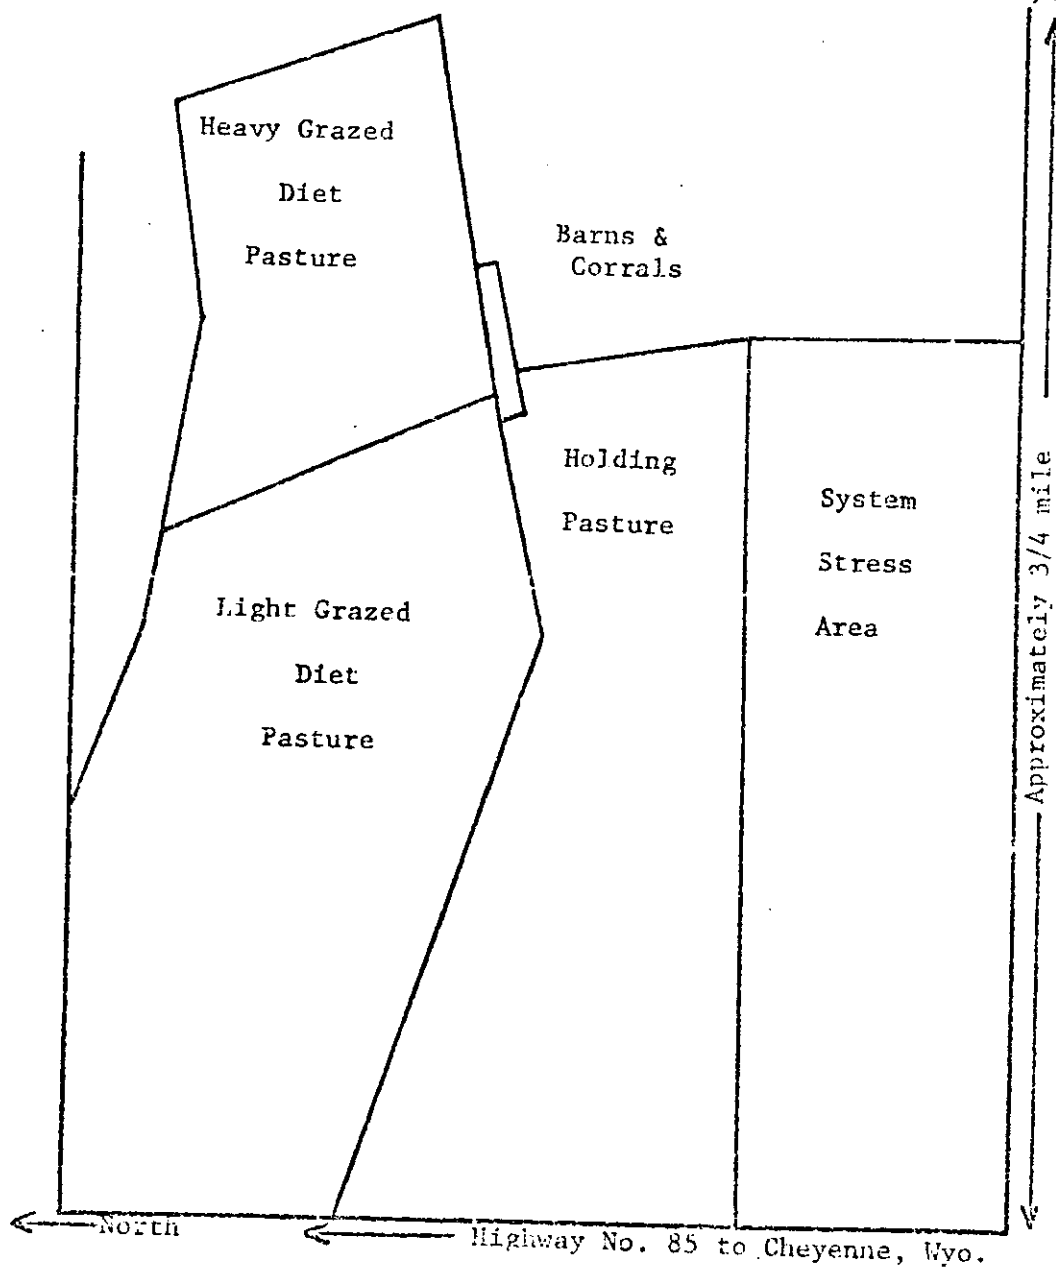 Heavy Grazed
Diet
Pasture
Barns &
Corrals
Holding
Pasture
System
Stress
Area
Light Grazed
Diet
Pasture
Approximately 3/4 mile
North
Highway No. 85 to Cheyenne, Wyo.